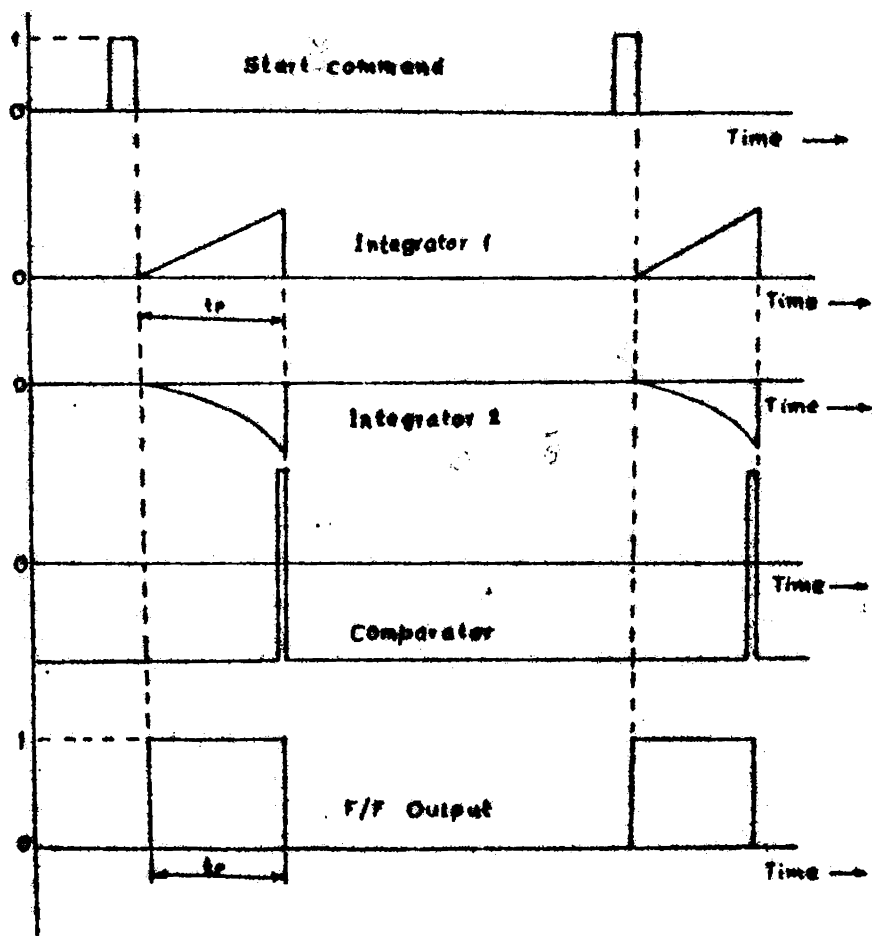 1
Start command
0
Time
Integrator 1
0
Time
tp
0
Time
Integrator 2
0
Time
Comparator
1
F/F Output
0
Time
tp